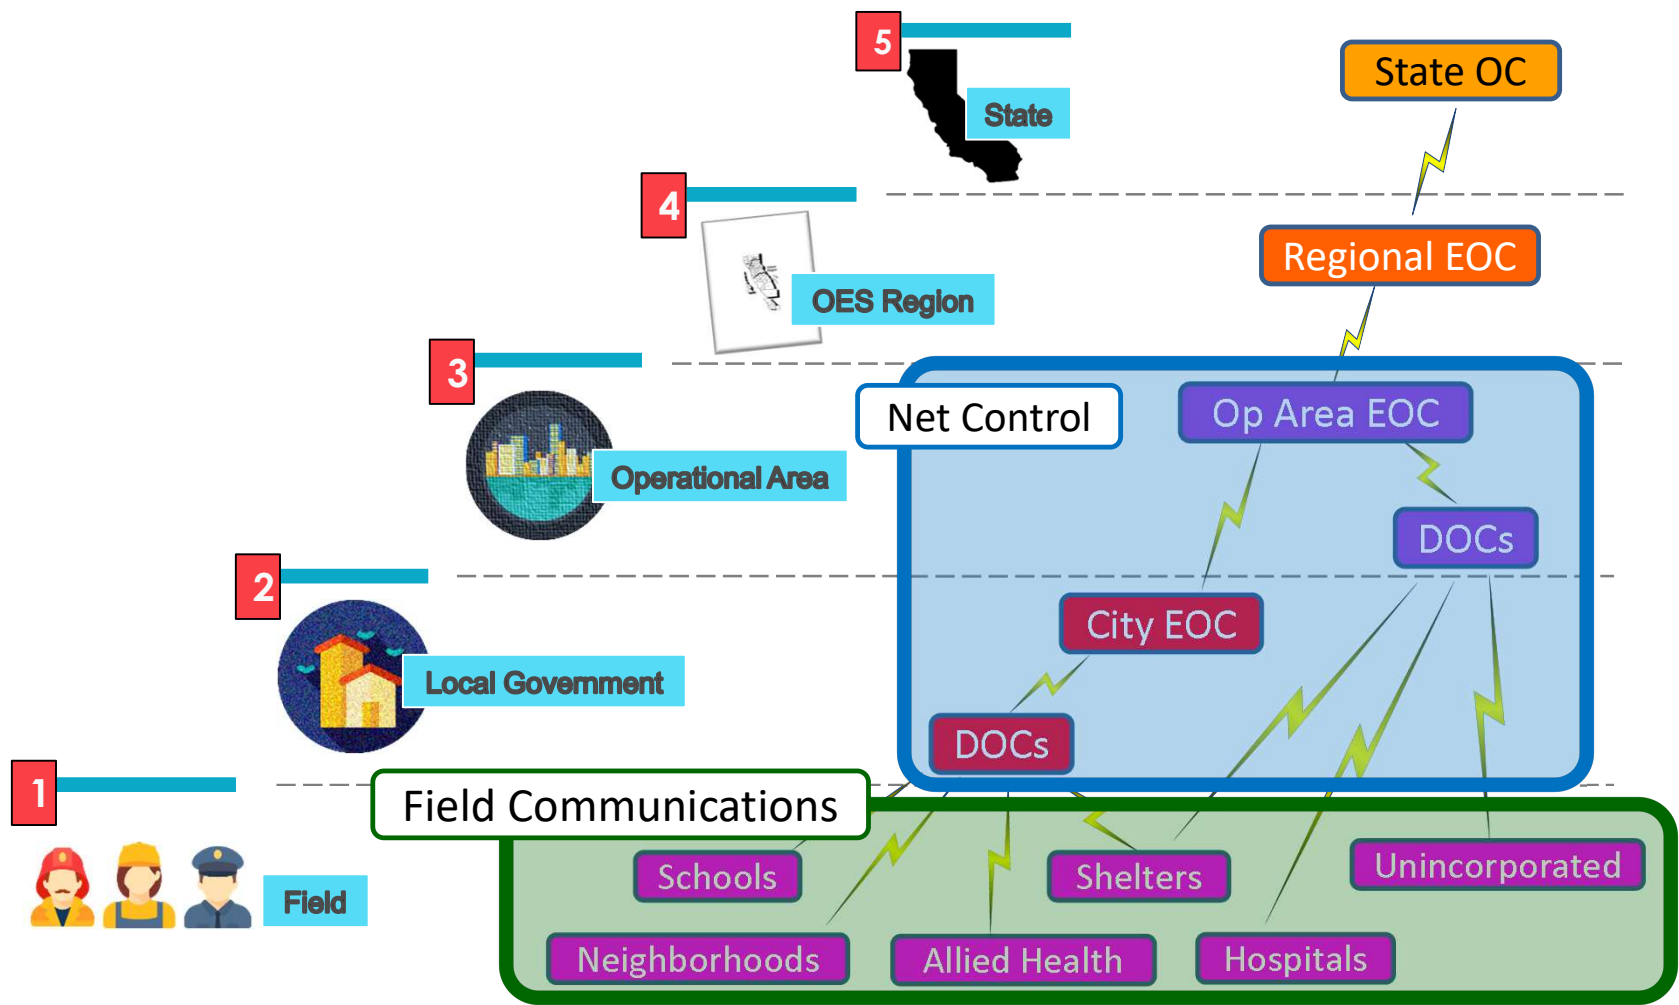 5
State OC
State
4
Regional EOC
OES Region
3
Net Control
Op Area EOC
Operational Area
DOCs
2
City EOC
Local Government
DOCs
1
Field Communications
Schools
Shelters
Unincorporated
Field
Neighborhoods
Allied Health
Hospitals